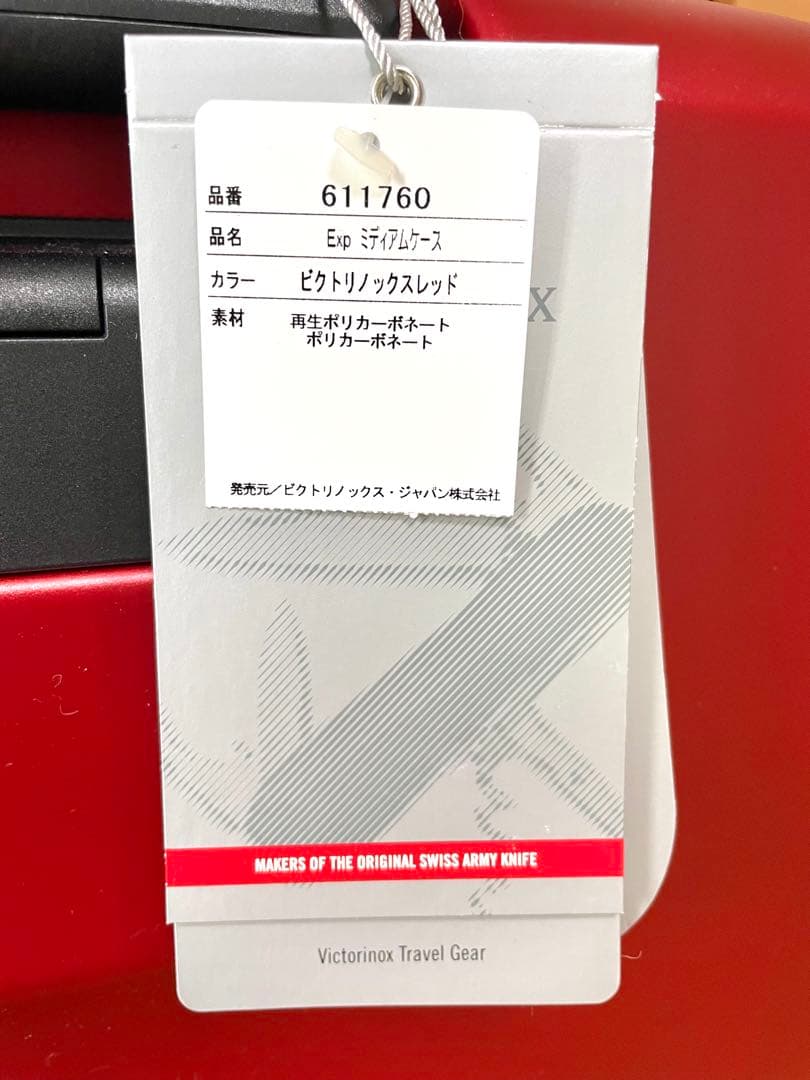 品番 611760
品名 Exp ミディアムケース
カラー ビクトリノックスレッド
素材 再生ポリカーボネート
ポリカーボネート
発売元／ビクトリノックス・ジャパン株式会社
X
MAKERS OF THE ORIGINAL SWISS ARMY KNIFE
Victorinox Travel Gear